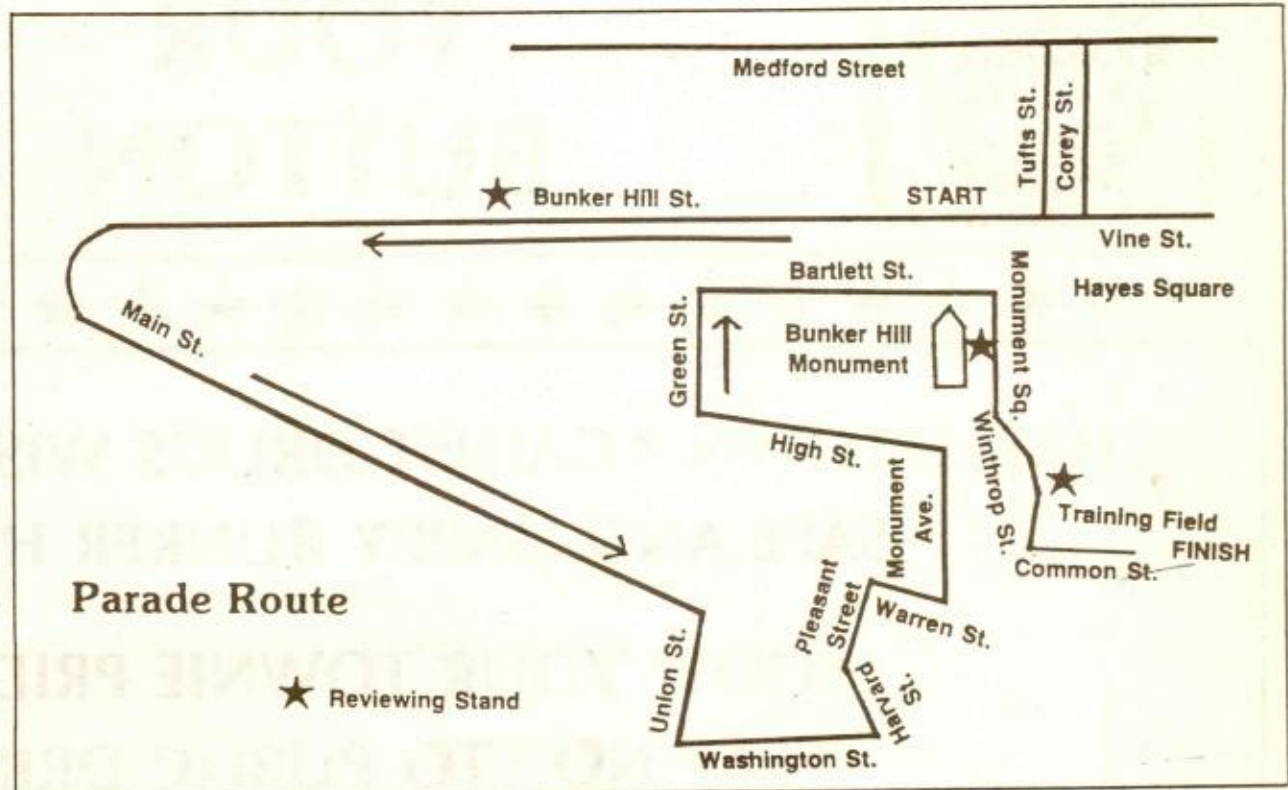 Medford Street
Tufts St.
Corey St.
Bunker Hill St.
START
Vine St.
Bartlett St.
Monument Sq.
Hayes Square
Main St.
Green St.
Bunker Hill
Monument
High St.
Monument
Ave.
Winthrop St.
Training Field
FINISH
Common St.
Parade Route
Pleasant
Street
Warren St.
Union St.
Harvard
St.
Reviewing Stand
Washington St.